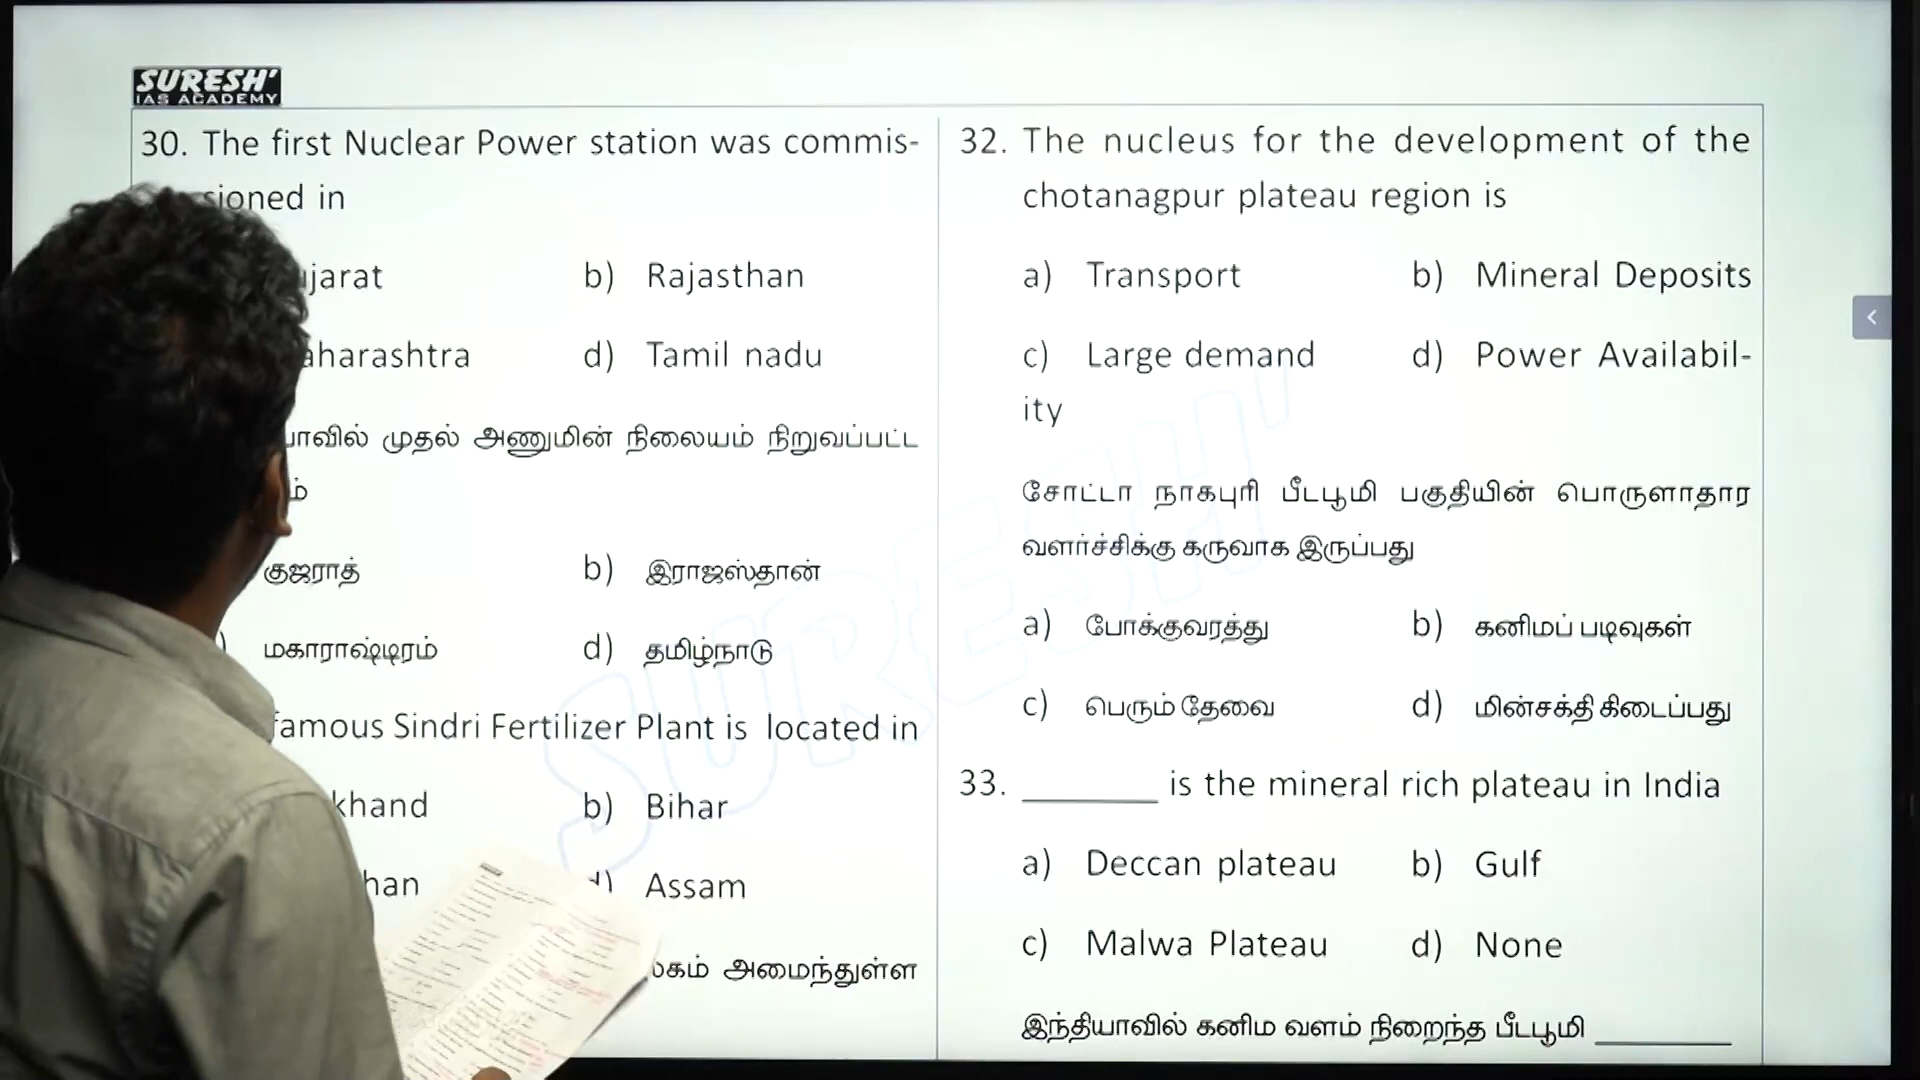 SURESH'
IAS ACADEMY
30. The first Nuclear Power station was commis-
sioned in
b) Rajasthan
d) Tamil nadu
முதல் அணுமின் நிலையம் நிறுவப்பட்ட
குஜராத்
b) இராஜஸ்தான்
மகாராஷ்டிரம்
d) தமிழ்நாடு
famous Sindri Fertilizer Plant is located in
b) Bihar
Assam
அமைந்துள்ள
32. The nucleus for the development of the
chotanagpur plateau region is
a) Transport b) Mineral Deposits
c) Large demand d) Power Availabil-
ity
சோட்டா நாகபுரி பீடபூமி பகுதியின் பொருளாதார
வளர்ச்சிக்கு கருவாக இருப்பது
a) போக்குவரத்து b) கனிமப் படிவுகள்
c) பெரும் தேவை d) மின்சக்தி கிடைப்பது
33. ________ is the mineral rich plateau in India
a) Deccan plateau b) Gulf
c) Malwa Plateau d) None
இந்தியாவில் கனிம வளம் நிறைந்த பீடபூமி ________
SURESH'